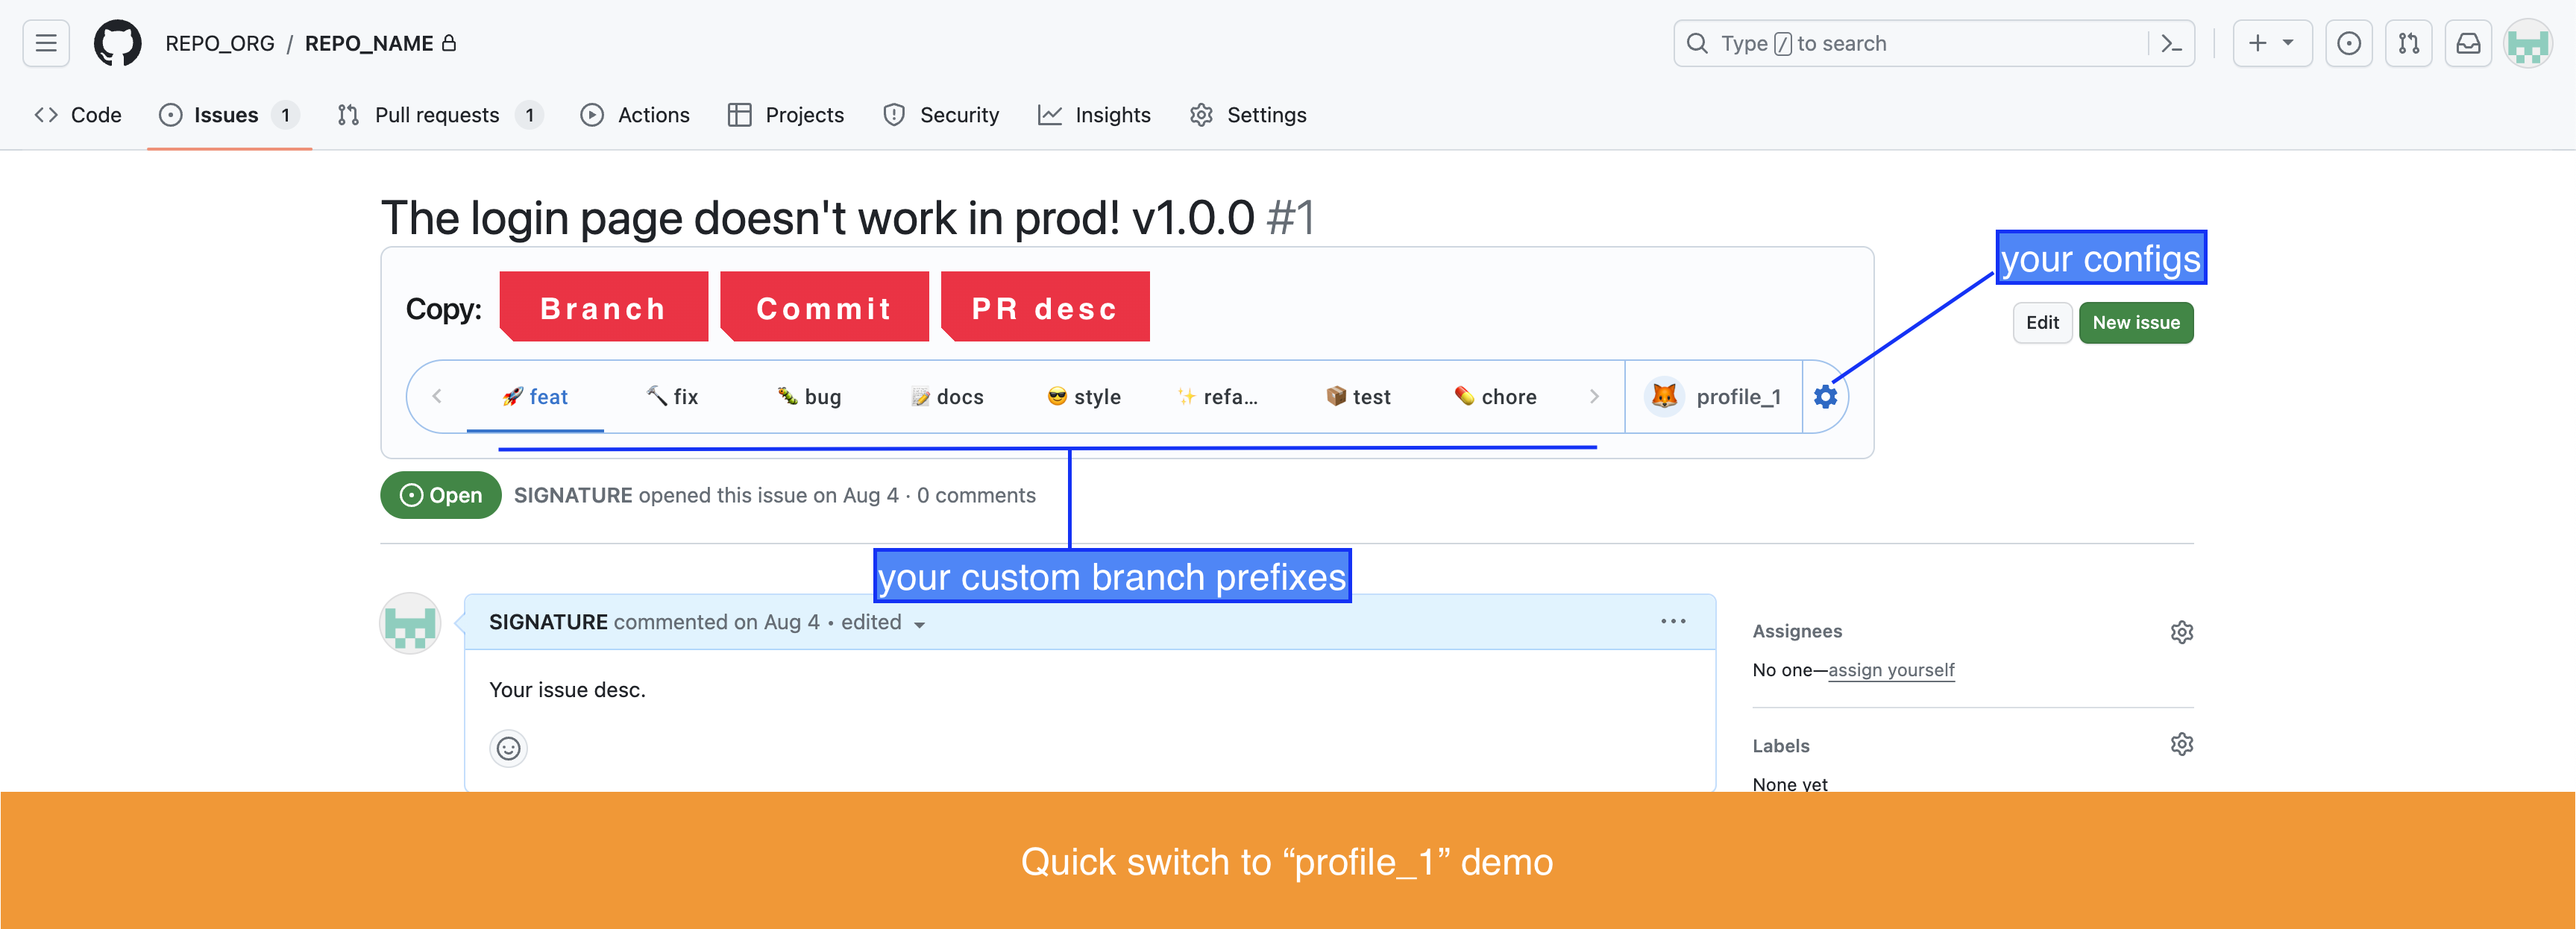 REPO_ORG / REPO_NAME
Type / to search
Code Issues 1 Pull requests 1 Actions Projects Security Insights Settings
The login page doesn't work in prod! v1.0.0 #1
your configs
Copy: Branch Commit PR desc
Edit New issue
feat fix bug docs style refa... test chore profile_1
Open SIGNATURE opened this issue on Aug 4 · 0 comments
your custom branch prefixes
SIGNATURE commented on Aug 4 • edited
Assignees
No one—assign yourself
Your issue desc.
Labels
None yet
Quick switch to “profile_1” demo